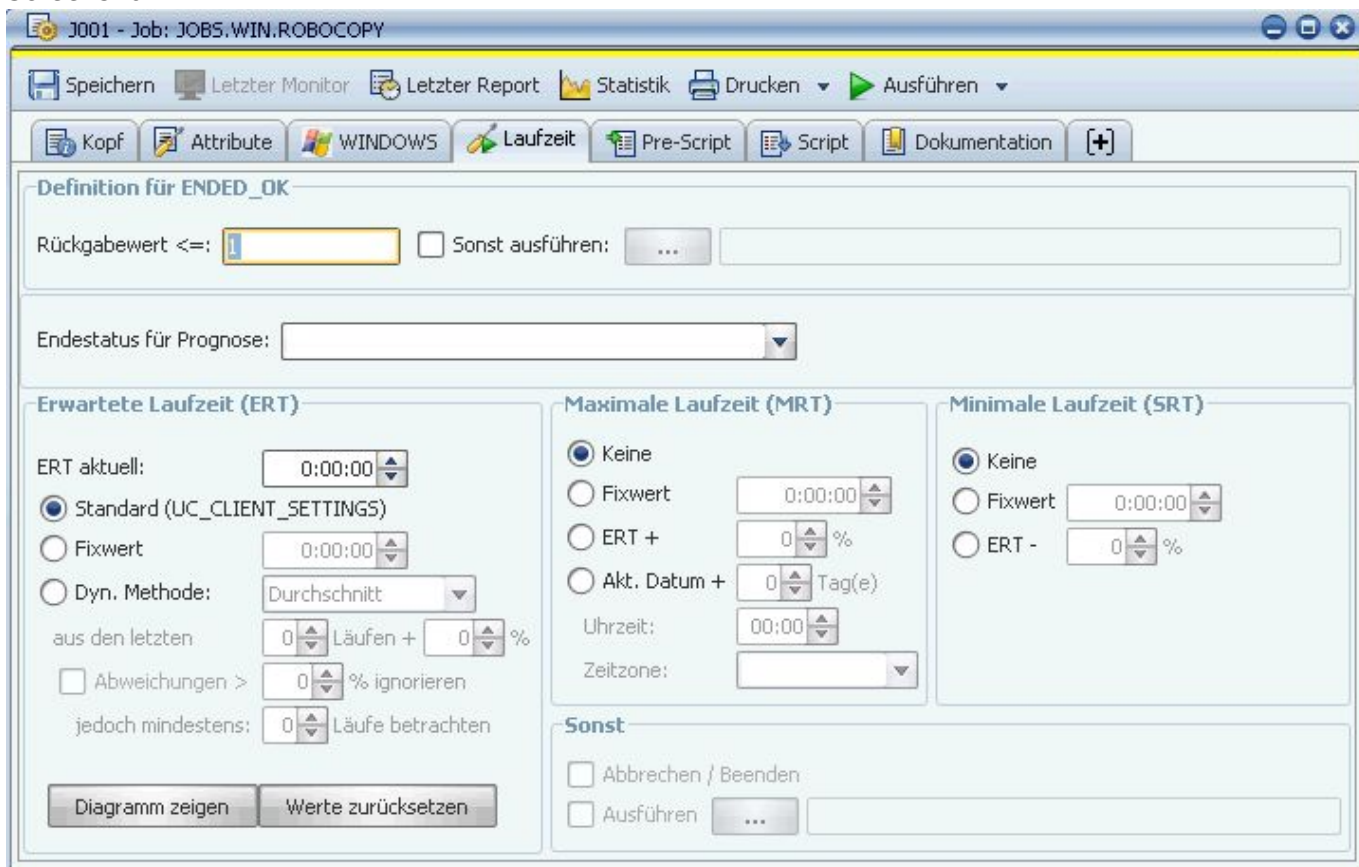 J001 - Job: JOBS.WIN.ROBOCOPY
Speichern Letzter Monitor Letzter Report Statistik Drucken Ausführen
Kopf Attribute WINDOWS Laufzeit Pre-Script Script Dokumentation [+]
Definition für ENDED_OK
Rückgabewert <=: 1 Sonst ausführen: ...
Endestatus für Prognose:
Erwartete Laufzeit (ERT)
ERT aktuell: 0:00:00
Standard (UC_CLIENT_SETTINGS)
Fixwert 0:00:00
Dyn. Methode: Durchschnitt
aus den letzten 0 Läufen + 0 %
Abweichungen > 0 % ignorieren
jedoch mindestens: 0 Läufe betrachten
Diagramm zeigen Werte zurücksetzen
Maximale Laufzeit (MRT)
Keine
Fixwert 0:00:00
ERT + 0 %
Akt. Datum + 0 Tag(e)
Uhrzeit: 00:00
Zeitzone:
Minimale Laufzeit (SRT)
Keine
Fixwert 0:00:00
ERT - 0 %
Sonst
Abbrechen / Beenden
Ausführen ...